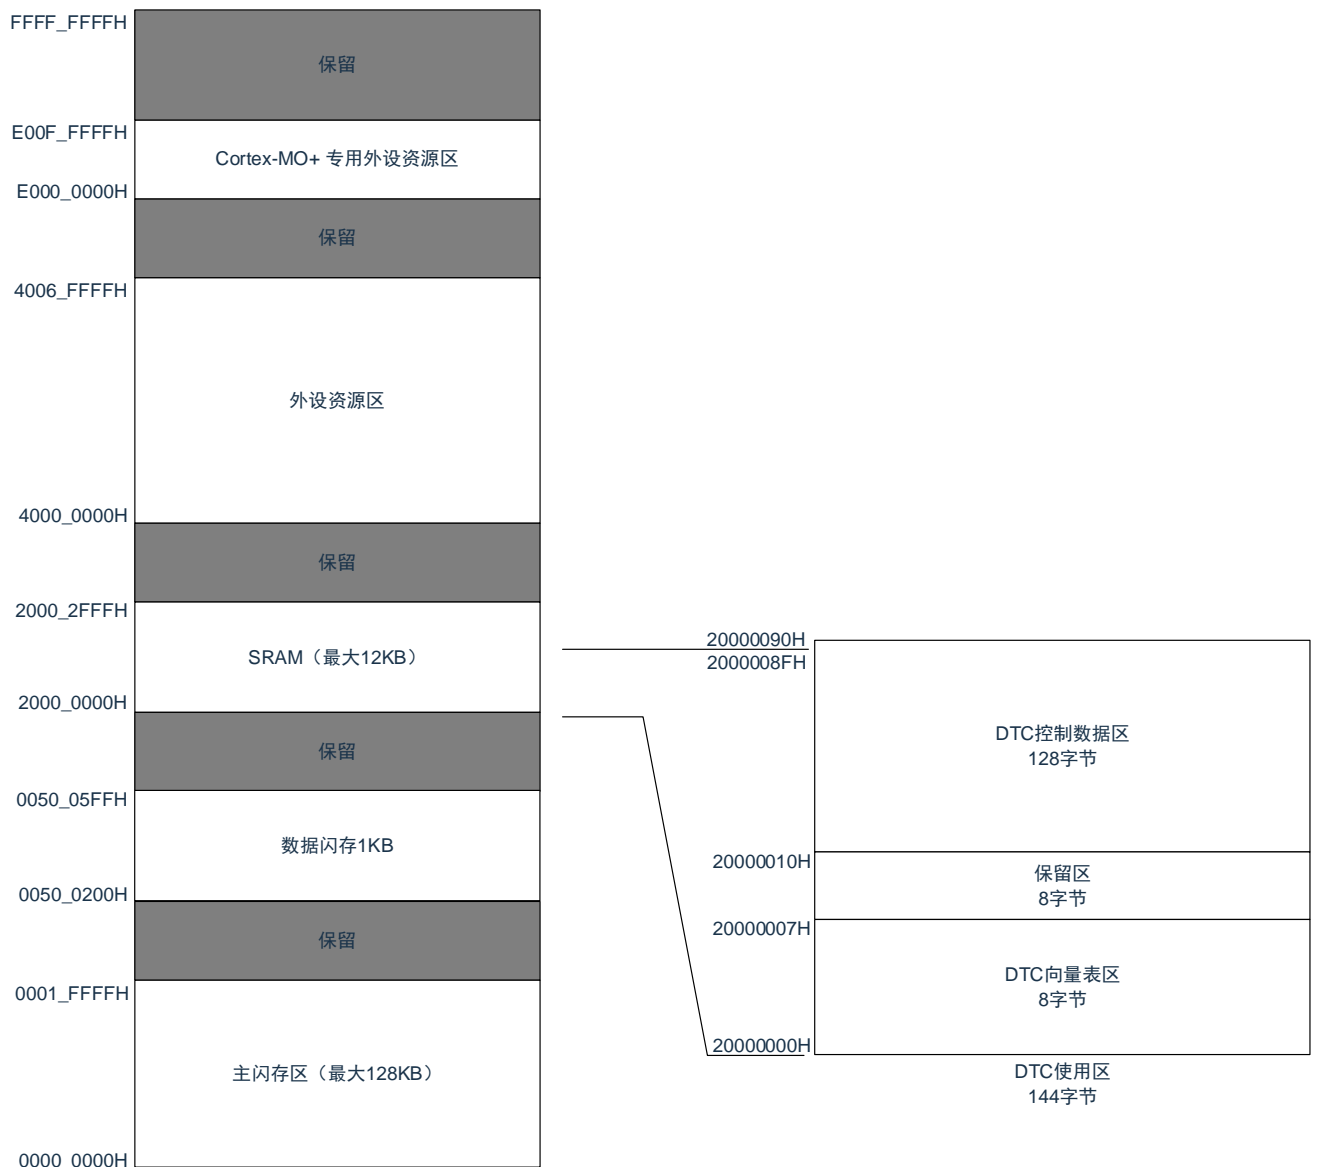 FFFF_FFFFH
保留
E00F_FFFFH
Cortex-MO+ 专用外设资源区
E000_0000H
保留
4006_FFFFH
外设资源区
4000_0000H
保留
2000_2FFFH
SRAM（最大12KB）
2000_0000H
保留
0050_05FFH
数据闪存1KB
0050_0200H
保留
0001_FFFFH
主闪存区（最大128KB）
0000_0000H
20000090H
2000008FH
DTC控制数据区
128字节
20000010H
保留区
8字节
20000007H
DTC向量表区
8字节
20000000H
DTC使用区
144字节